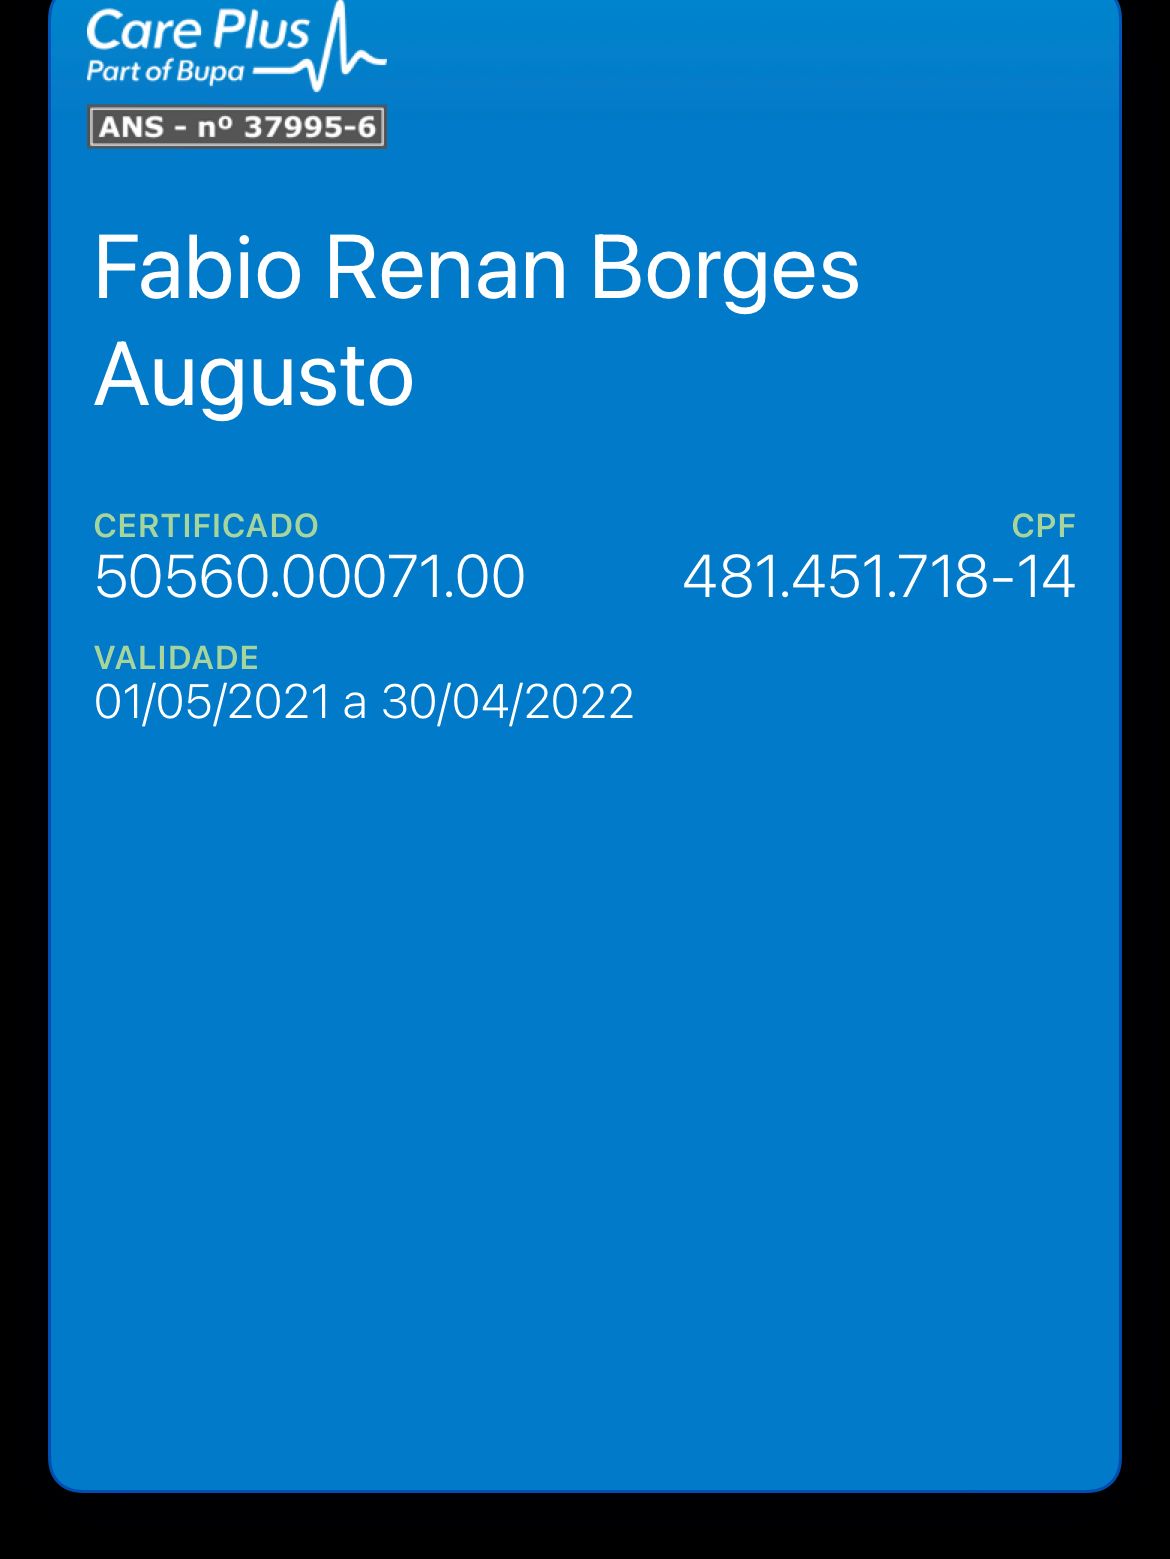 Care Plus
Part of Bupa
ANS - nº 37995-6
Fabio Renan Borges
Augusto
CERTIFICADO
CPF
50560.00071.00
481.451.718-14
VALIDADE
01/05/2021 a 30/04/2022